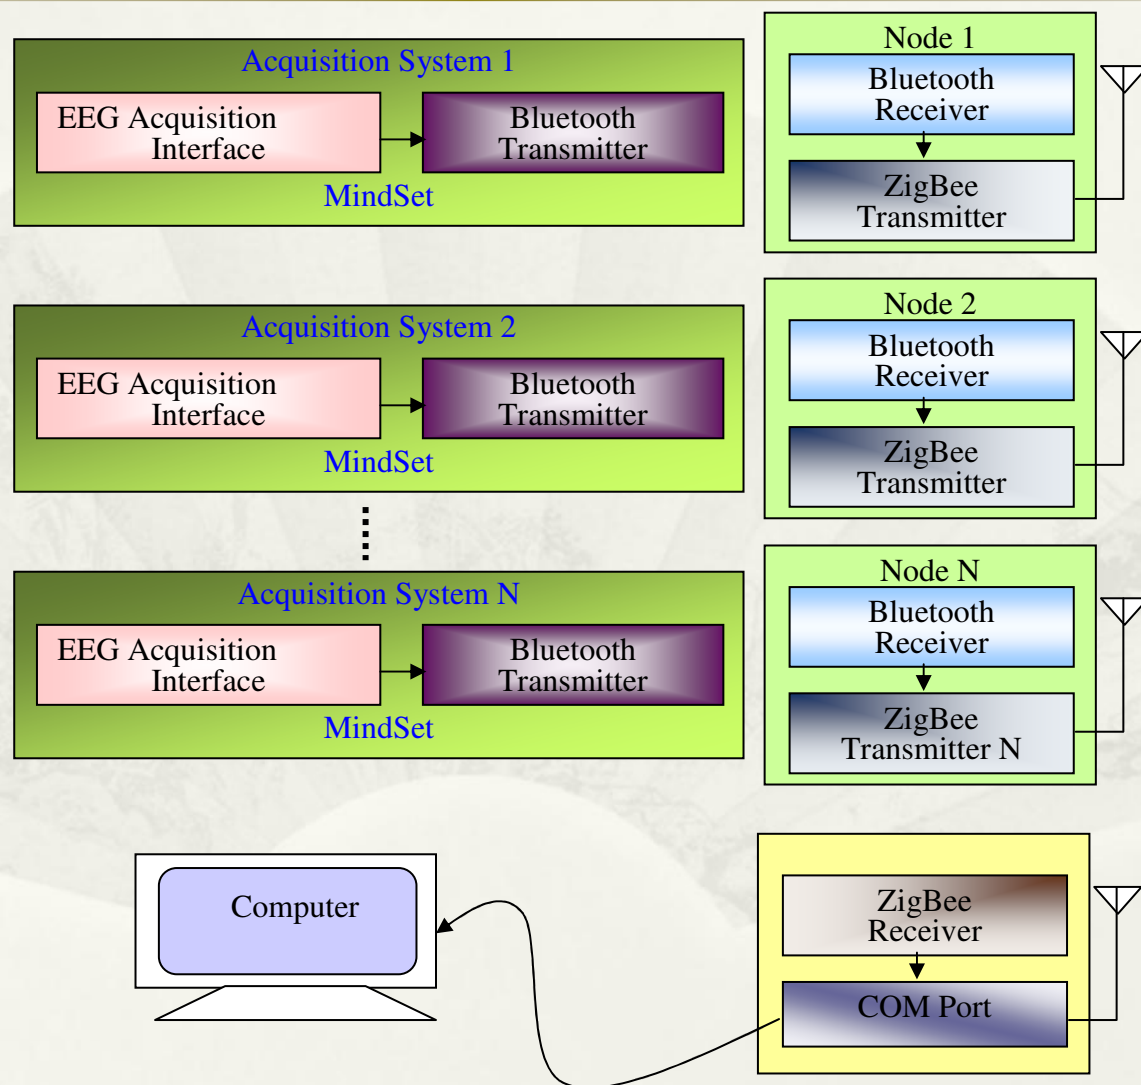 Acquisition System 1
EEG Acquisition
Interface
Bluetooth
Transmitter
MindSet
Node 1
Bluetooth
Receiver
ZigBee
Transmitter
Acquisition System 2
EEG Acquisition
Interface
Bluetooth
Transmitter
MindSet
Node 2
Bluetooth
Receiver
ZigBee
Transmitter
Acquisition System N
EEG Acquisition
Interface
Bluetooth
Transmitter
MindSet
Node N
Bluetooth
Receiver
ZigBee
Transmitter N
Computer
ZigBee
Receiver
COM Port